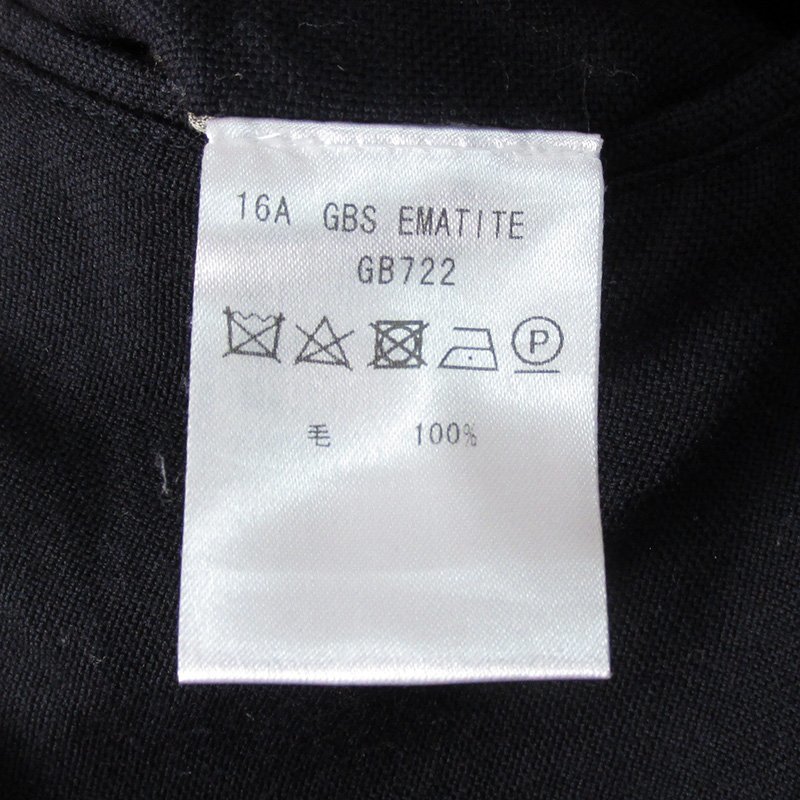 16A GBS EMATITE
GB722
P
毛 100%